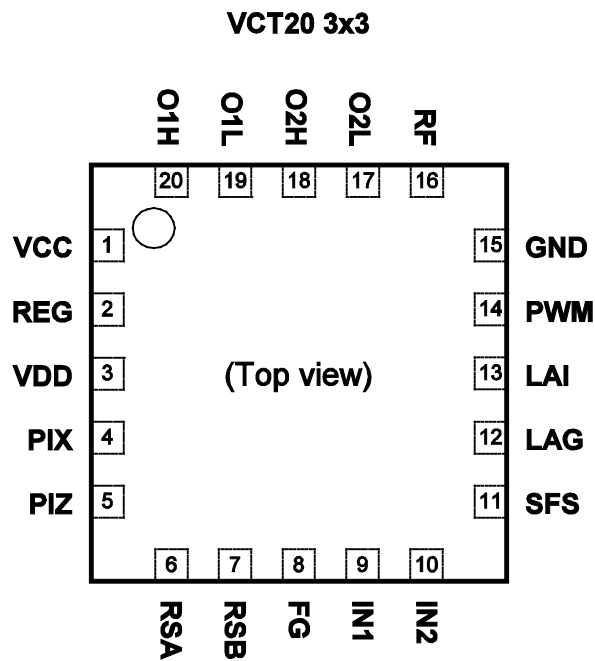 VCT20 3x3
O1H O1L O2H O2L RF
20 19 18 17 16
VCC 1 15 GND
REG 2 14 PWM
VDD 3 (Top view) 13 LAI
PIX 4 12 LAG
PIZ 5 11 SFS
6 7 8 9 10
RSA RSB FG IN1 IN2